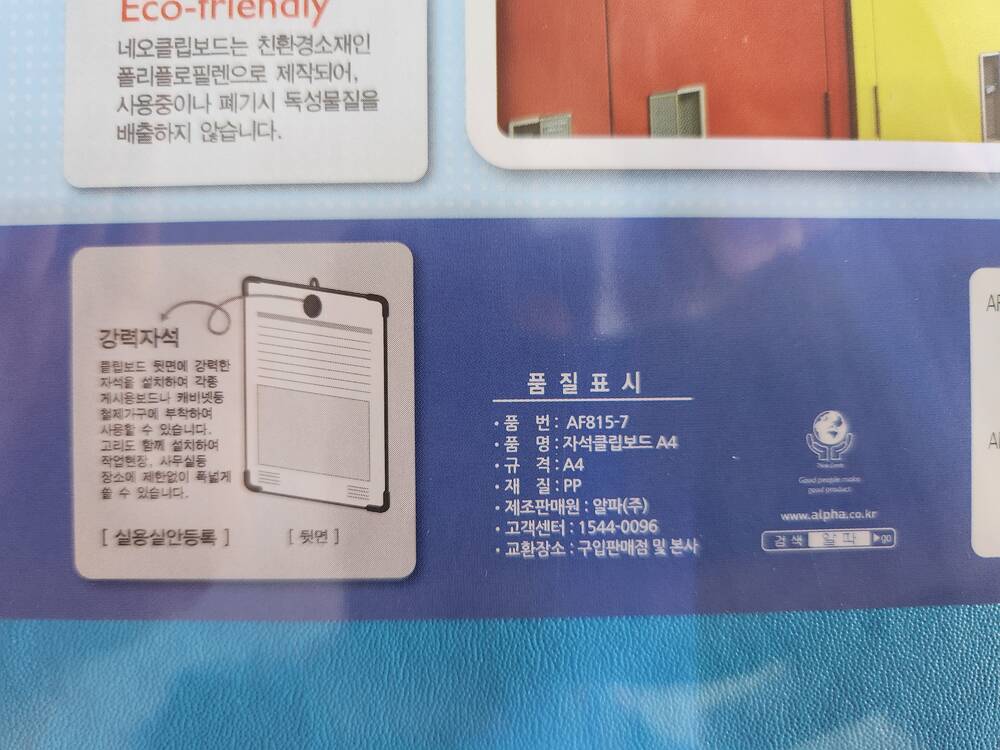 Eco-friendly
네오클립보드는 친환경소재인
폴리플로필렌으로 제작되어,
사용중이나 폐기시 독성물질을
배출하지 않습니다.
강력자석
클립보드 뒷면에 강력한
자석을 설치하여 각종
게시용보드나 캐비넷등
철제가구에 부착하여
사용할 수 있습니다.
고리도 함께 설치하여
작업현장, 사무실등
장소에 제한없이 폭넓게
쓸 수 있습니다.
[ 실용실안등록 ]
[ 뒷면 ]
품질표시
· 품 번 : AF815-7
· 품 명 : 자석클립보드 A4
· 규 격 : A4
· 재 질 : PP
· 제조판매원 : 알파(주)
· 고객센터 : 1544-0096
· 교환장소 : 구입판매점 및 본사
Good people make
good product
www.alpha.co.kr
검색 알파 ▶go